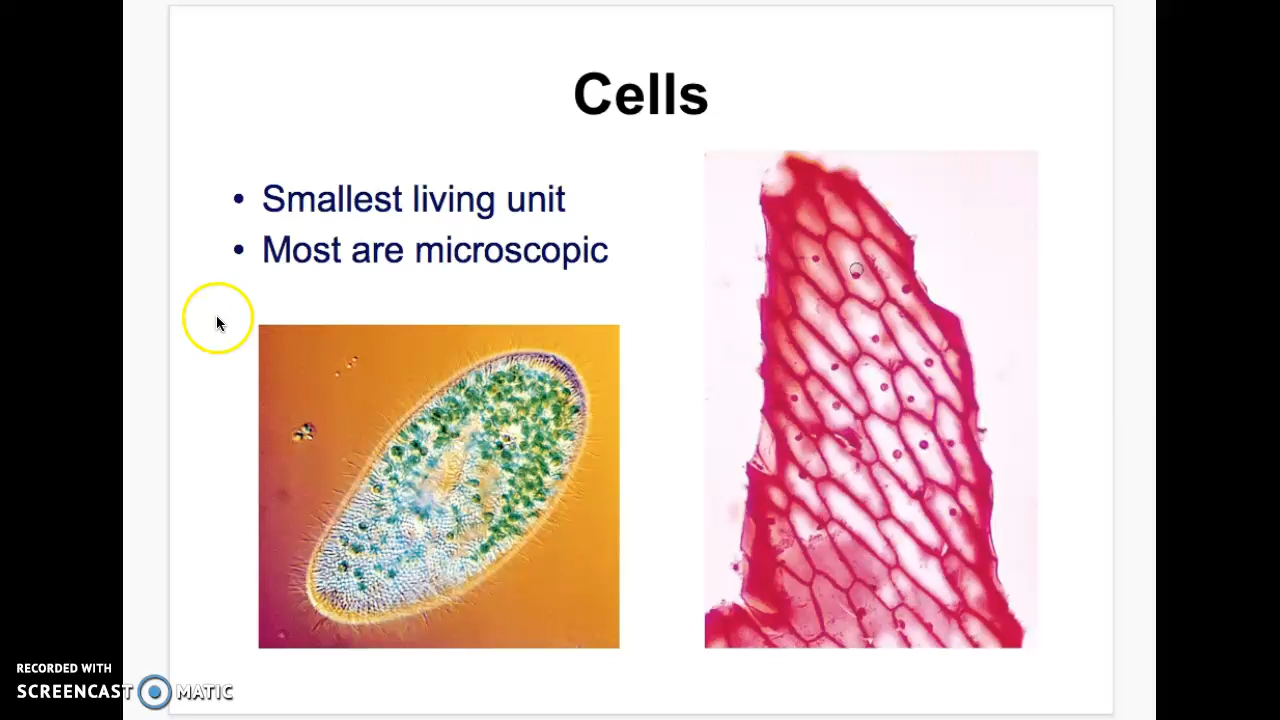 Cells
• Smallest living unit
• Most are microscopic
RECORDED WITH
SCREENCAST MATIC